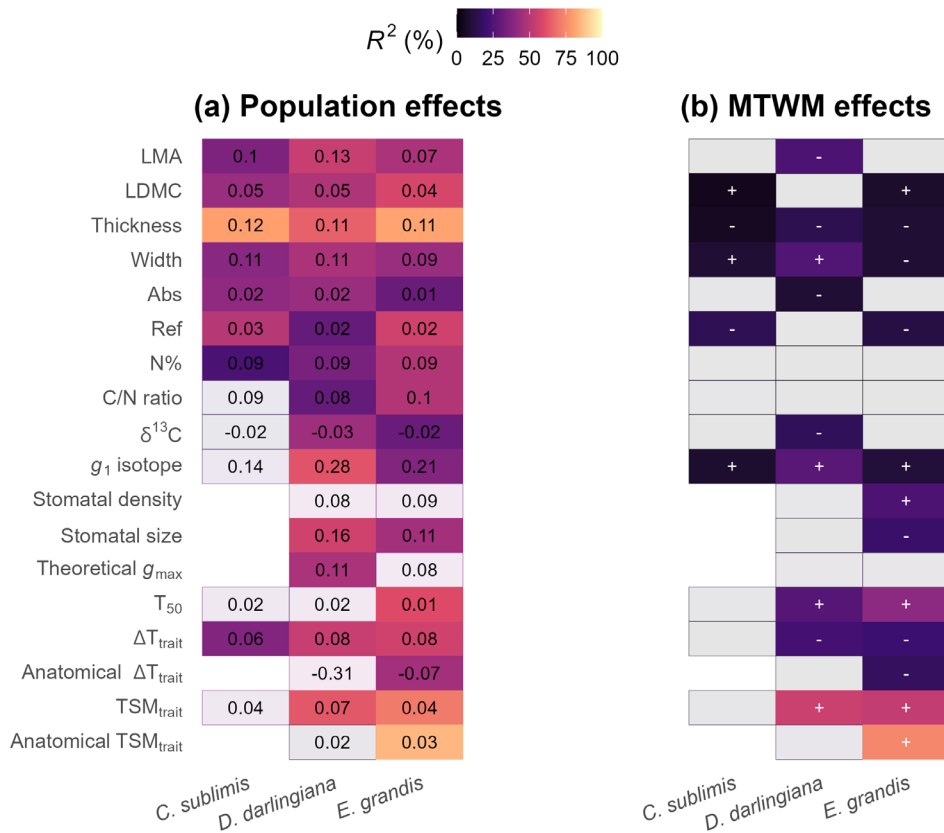 R² (%)
0 25 50 75 100
(a) Population effects (b) MTWM effects
LMA 0.1 0.13 0.07 -
LDMC 0.05 0.05 0.04 + +
Thickness 0.12 0.11 0.11 - - -
Width 0.11 0.11 0.09 + + -
Abs 0.02 0.02 0.01 -
Ref 0.03 0.02 0.02 - -
N% 0.09 0.09 0.09
C/N ratio 0.09 0.08 0.1
δ¹³C -0.02 -0.03 -0.02 -
g₁ isotope 0.14 0.28 0.21 + + +
Stomatal density 0.08 0.09 +
Stomatal size 0.16 0.11 -
Theoretical gmax 0.11 0.08
T₅₀ 0.02 0.02 0.01 + +
ΔTtrait 0.06 0.08 0.08 - -
Anatomical ΔTtrait -0.31 -0.07 -
TSMtrait 0.04 0.07 0.04 + +
Anatomical TSMtrait 0.02 0.03 +
C. sublimis D. darlingiana E. grandis C. sublimis D. darlingiana E. grandis